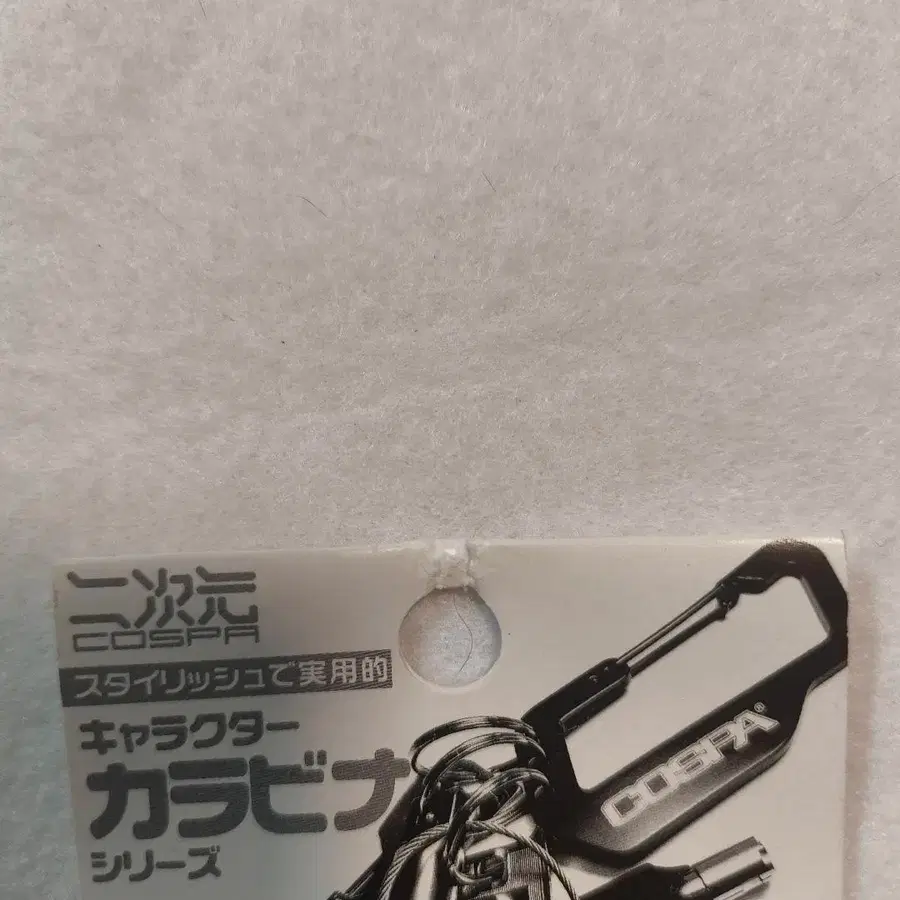 二次元
COSPA
スタイリッシュで実用的
キャラクター
カラビナ
シリーズ
COSPA®